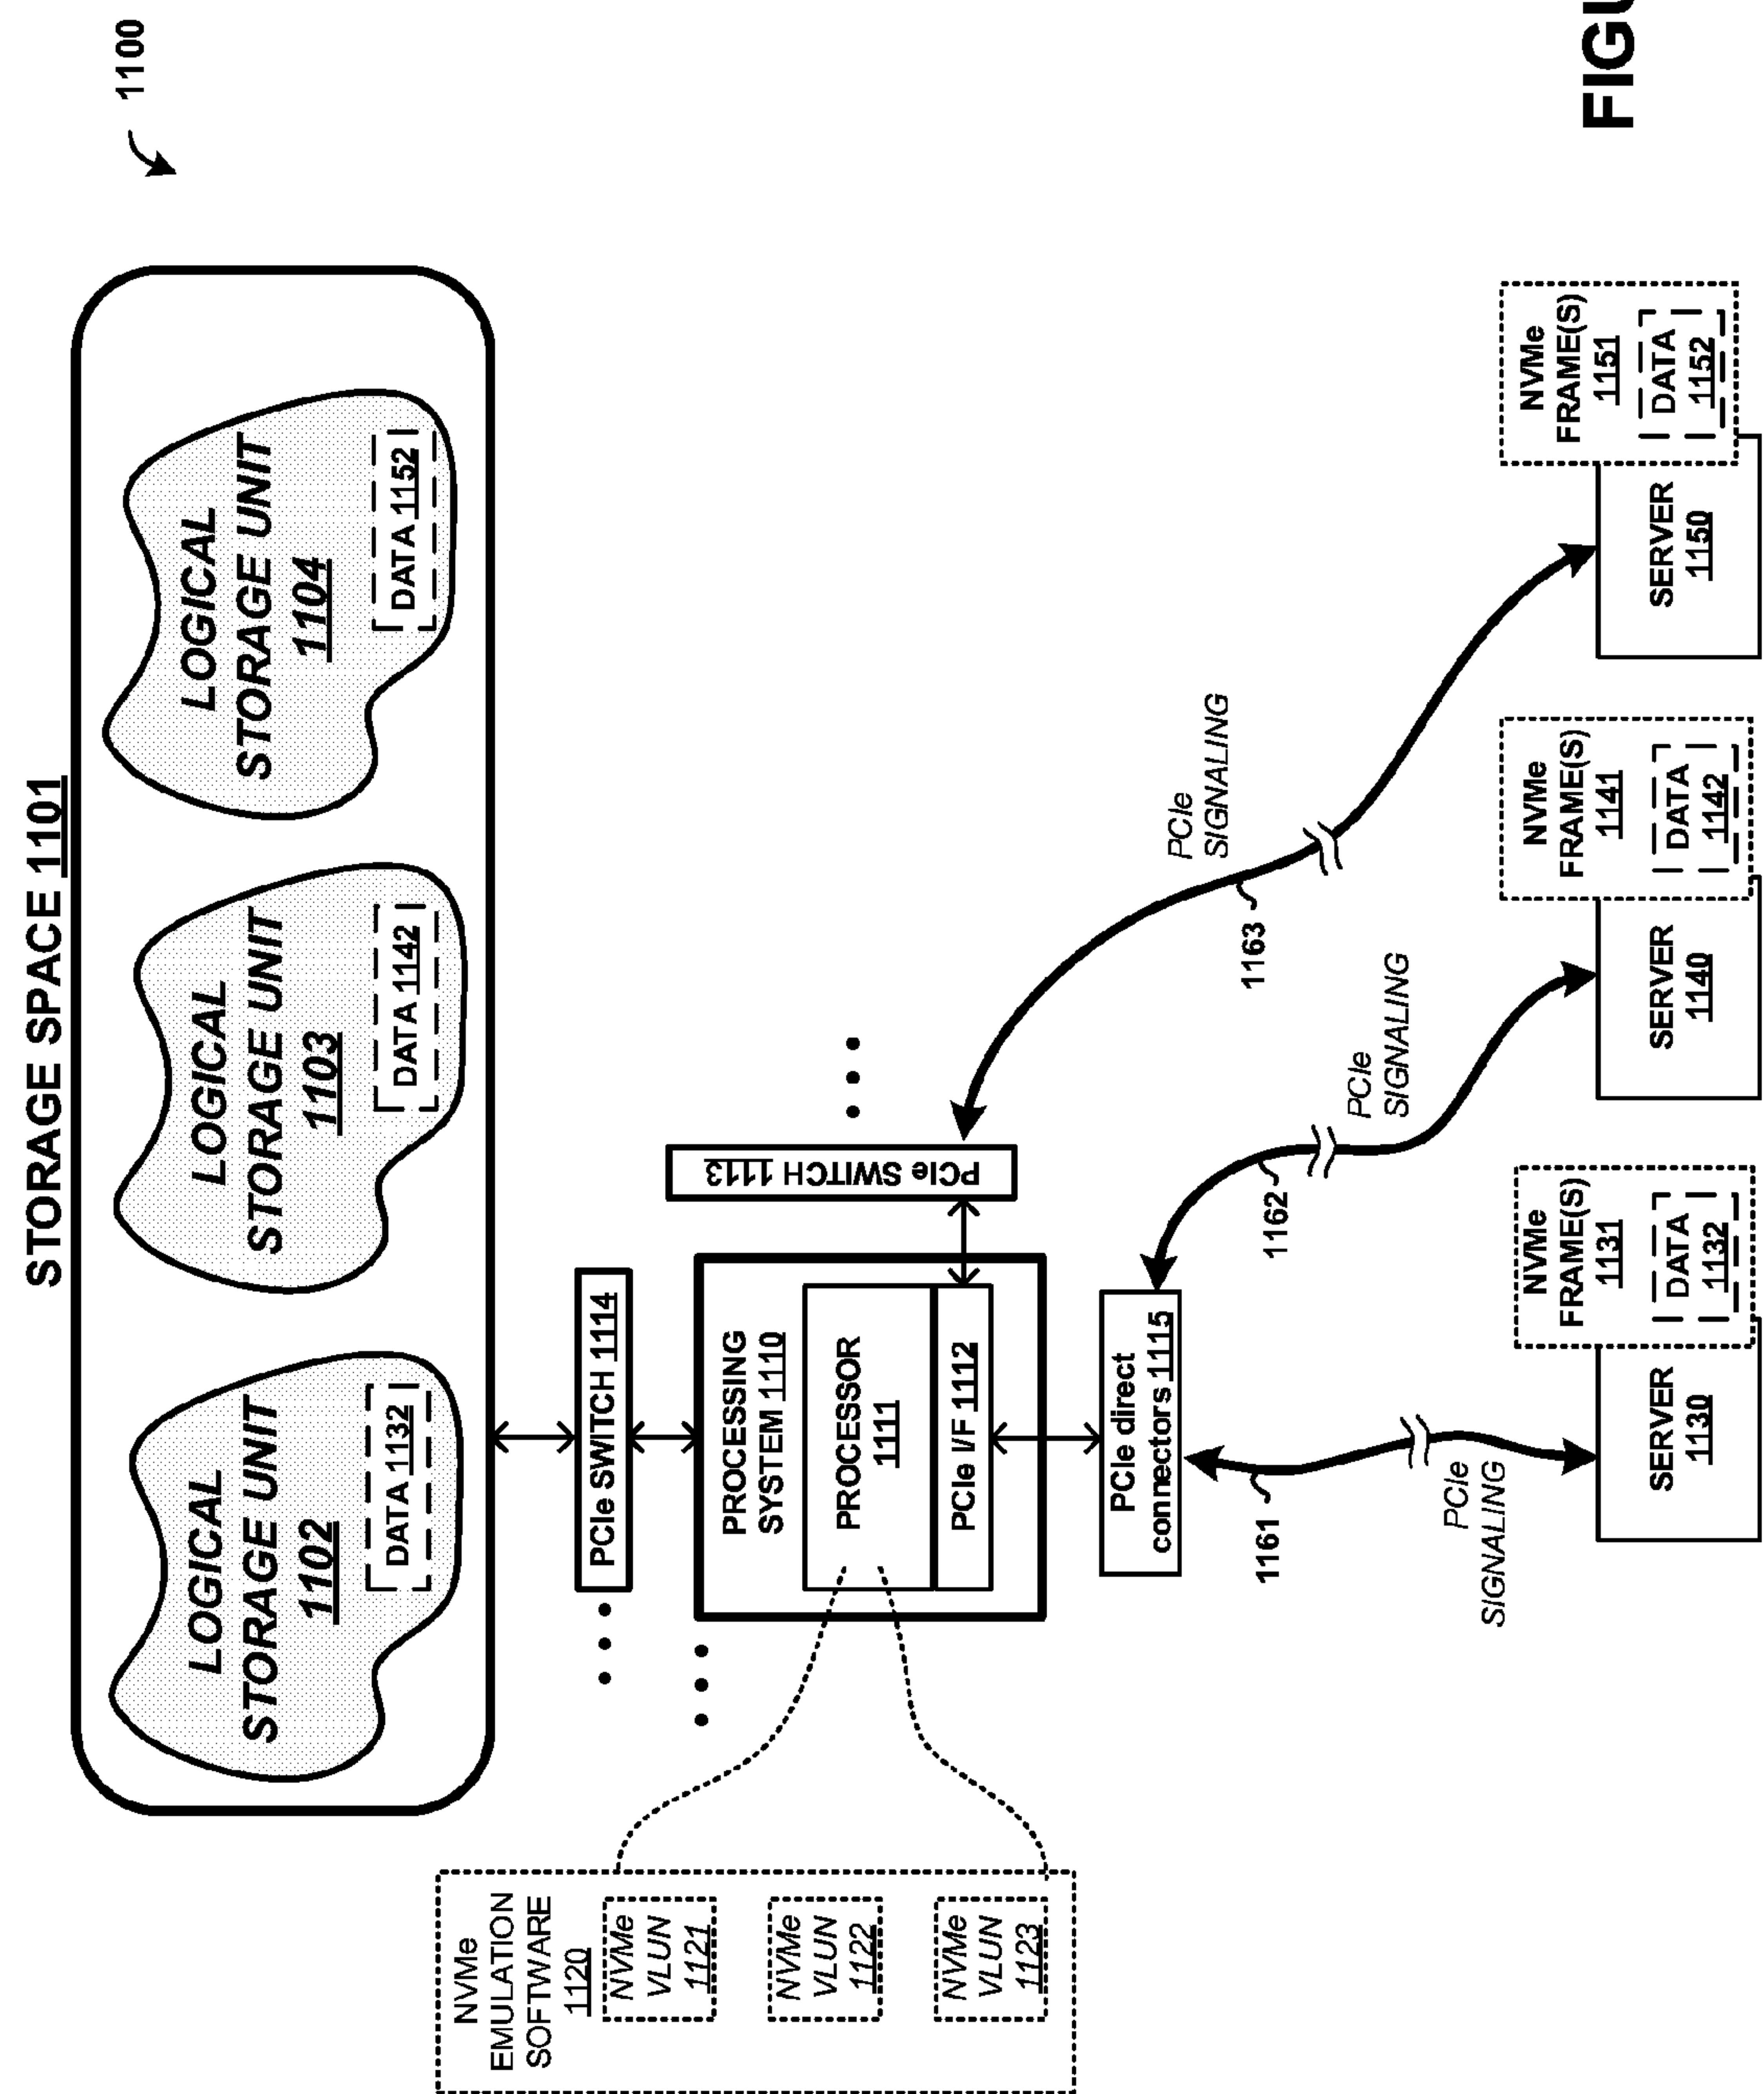 1100
STORAGE SPACE 1101
LOGICAL
STORAGE UNIT
1102
DATA 1132
LOGICAL
STORAGE UNIT
1103
DATA 1142
LOGICAL
STORAGE UNIT
1104
DATA 1152
PCIe SWITCH 1114
NVMe
EMULATION
SOFTWARE
1120
NVMe
VLUN
1121
NVMe
VLUN
1122
NVMe
VLUN
1123
PROCESSING
SYSTEM 1110
PROCESSOR
1111
PCIe I/F 1112
PCIe SWITCH 1113
PCIe direct
connectors 1115
1161
PCIe
SIGNALING
1162
PCIe
SIGNALING
1163
PCIe
SIGNALING
SERVER
1130
NVMe
FRAME(S)
1131
DATA
1132
SERVER
1140
NVMe
FRAME(S)
1141
DATA
1142
SERVER
1150
NVMe
FRAME(S)
1151
DATA
1152